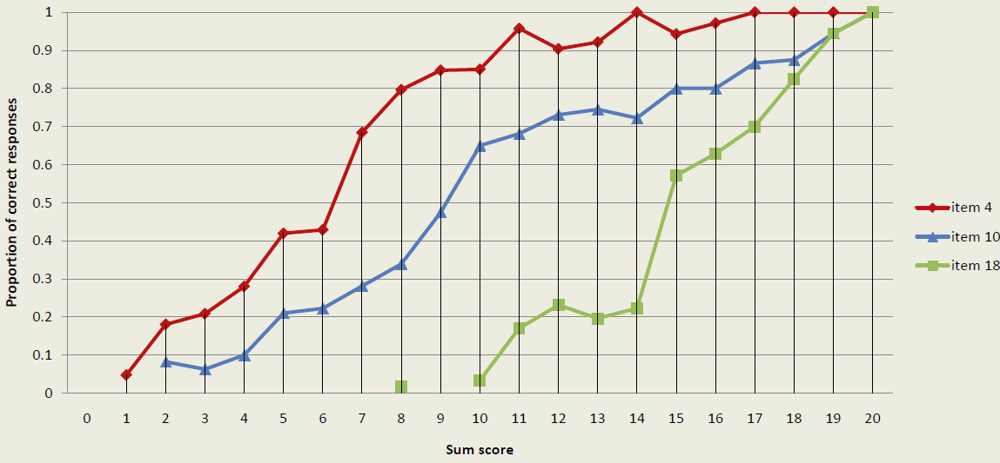 Proportion of correct responses
1
0.9
0.8
0.7
0.6
0.5
0.4
0.3
0.2
0.1
0
0 1 2 3 4 5 6 7 8 9 10 11 12 13 14 15 16 17 18 19 20
Sum score
item 4
item 10
item 18